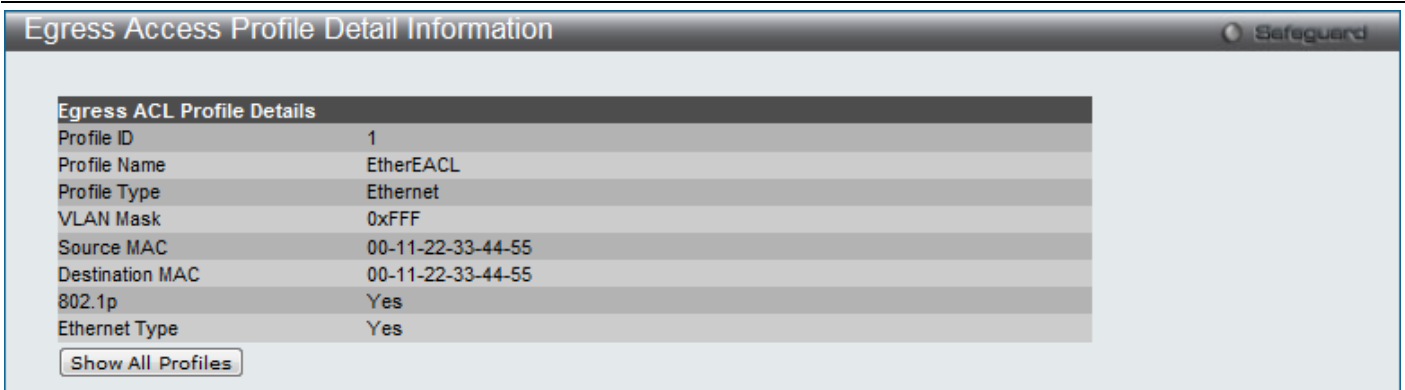 Egress Access Profile Detail Information
Safeguard
Egress ACL Profile Details
Profile ID 1
Profile Name EtherEACL
Profile Type Ethernet
VLAN Mask 0xFFF
Source MAC 00-11-22-33-44-55
Destination MAC 00-11-22-33-44-55
802.1p Yes
Ethernet Type Yes
Show All Profiles